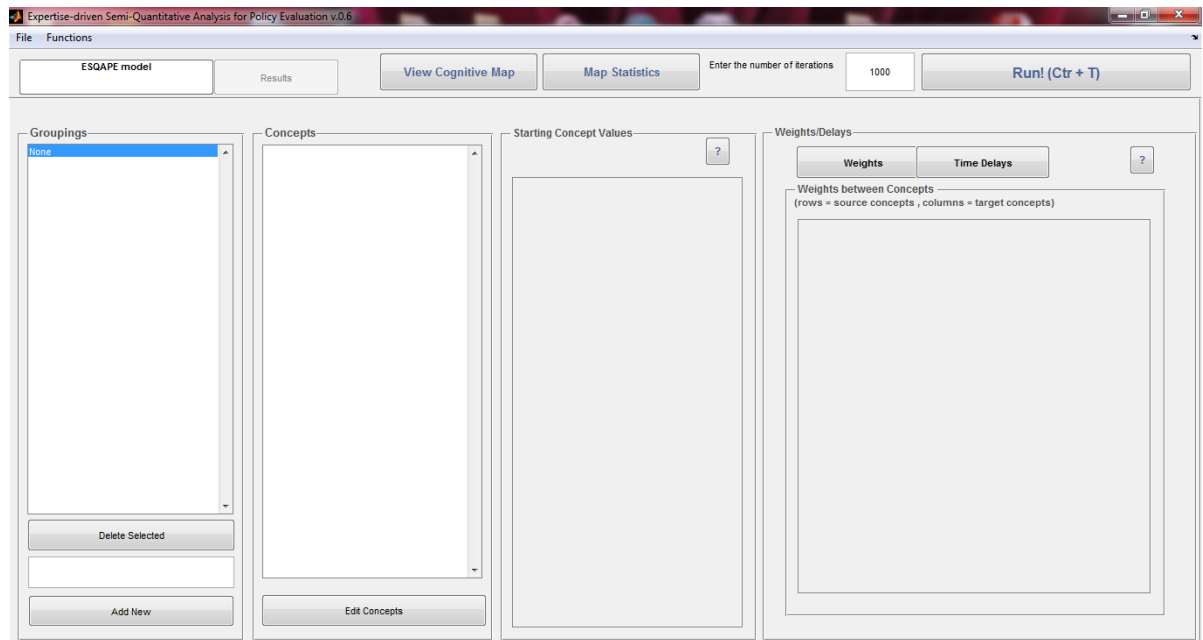 Expertise-driven Semi-Quantitative Analysis for Policy Evaluation v.0.6
File Functions
ESQAPE model
Results
View Cognitive Map
Map Statistics
Enter the number of iterations
1000
Run! (Ctr + T)
Groupings
None
Delete Selected
Add New
Concepts
Edit Concepts
Starting Concept Values
?
Weights/Delays
Weights
Time Delays
?
Weights between Concepts
(rows = source concepts , columns = target concepts)